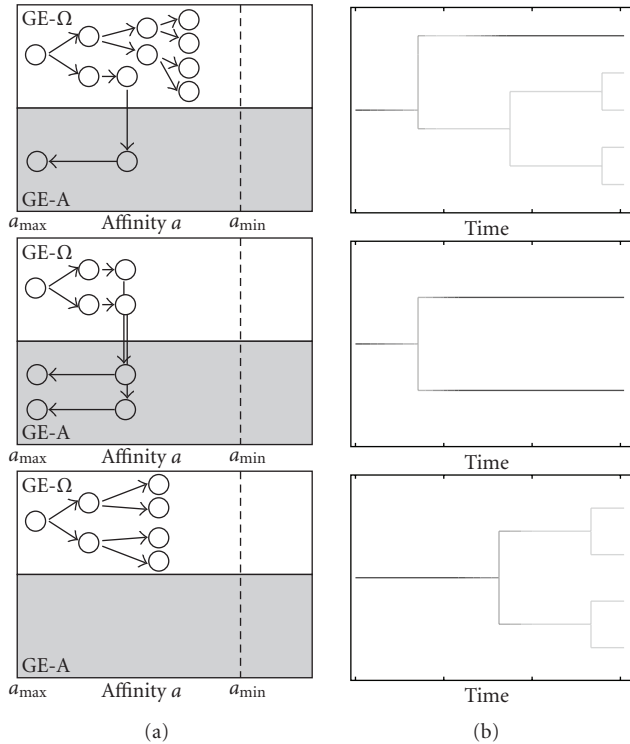 GE-Ω
GE-A
a_max Affinity a a_min
Time
GE-Ω
GE-A
a_max Affinity a a_min
Time
GE-Ω
GE-A
a_max Affinity a a_min
Time
(a) (b)